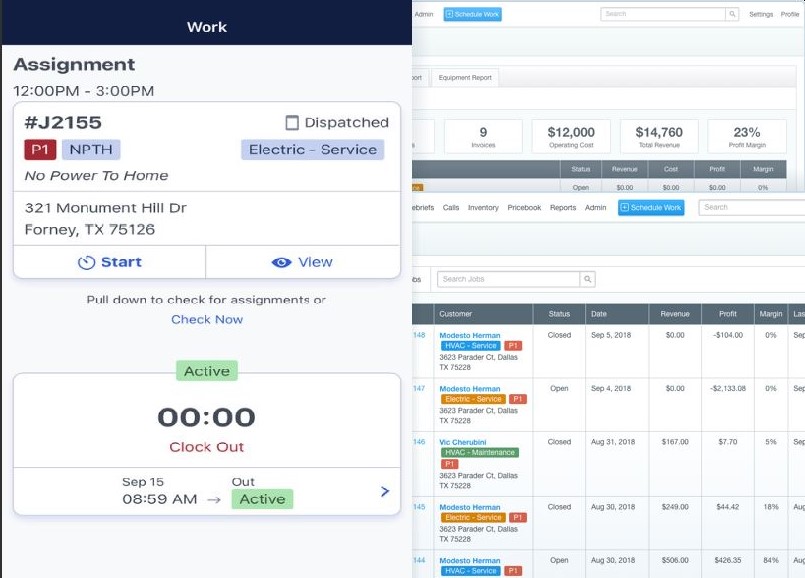 Work
Assignment
12:00PM - 3:00PM
#J2155 Dispatched
P1 NPTH Electric - Service
No Power To Home
321 Monument Hill Dr
Forney, TX 75126
Start View
Pull down to check for assignments or
Check Now
Active
00:00
Clock Out
Sep 15 Out
08:59 AM → Active
Admin Schedule Work Search Settings Profile
Equipment Report
9 $12,000 $14,760 23%
Invoices Operating Cost Total Revenue Profit Margin
Status Revenue Cost Profit Margin
Open $0.00 $0.00 $0.00 0%
ebriefs Calls Inventory Pricebook Reports Admin Schedule Work Search
bs Search Jobs
Customer Status Date Revenue Profit Margin Las
148 Modesto Herman Closed Sep 5, 2018 $0.00 -$104.00 0% Sep
HVAC - Service P1
3623 Parader Ct, Dallas
TX 75228
147 Modesto Herman Open Sep 4, 2018 $0.00 -$2,133.08 0% Sep
Electric - Service P1
3623 Parader Ct, Dallas
TX 75228
146 Vic Cherubini Closed Aug 31, 2018 $167.00 $7.70 5% Sep
HVAC - Maintenance
P1
3623 Parader Ct, Dallas
TX 75228
145 Modesto Herman Closed Aug 30, 2018 $249.00 $44.42 18% Aug
Electric - Service P1
3623 Parader Ct, Dallas
TX 75228
144 Modesto Herman Open Aug 30, 2018 $506.00 $426.35 84% Aug
HVAC - Service P1